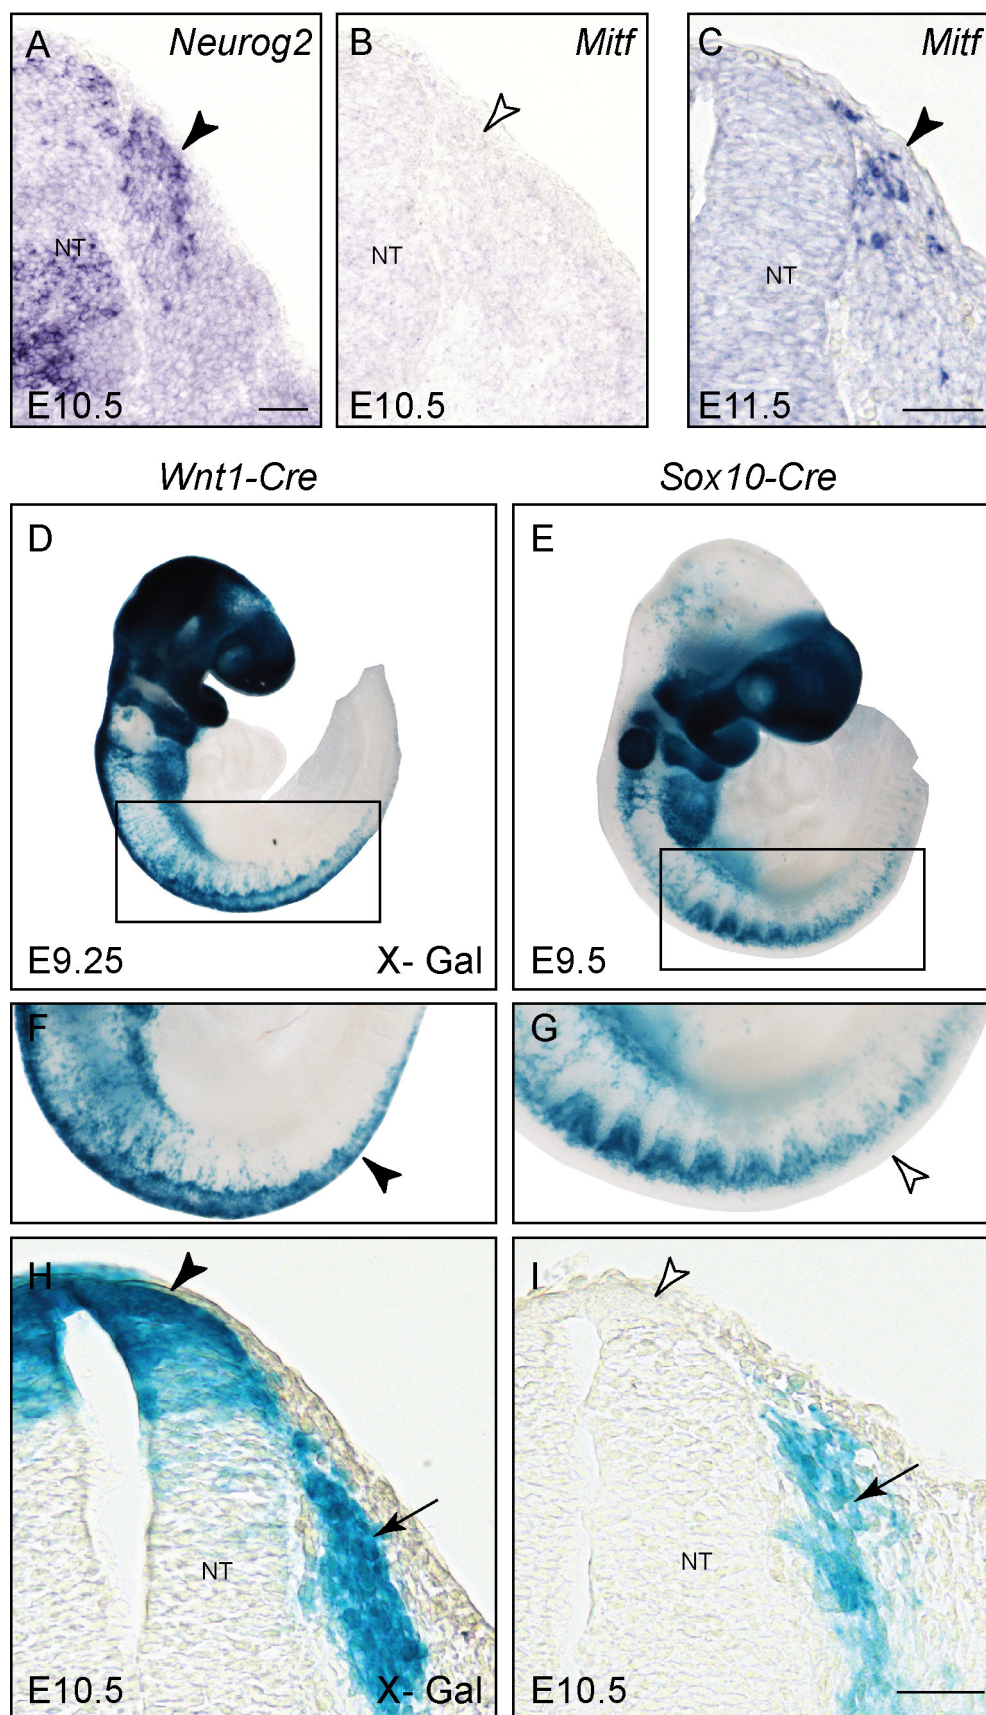 A Neurog2
NT
E10.5
B Mitf
NT
E10.5
C Mitf
NT
E11.5
Wnt1-Cre
Sox10-Cre
D
E9.25 X- Gal
E
E9.5
F
G
H
NT
E10.5 X- Gal
I
NT
E10.5